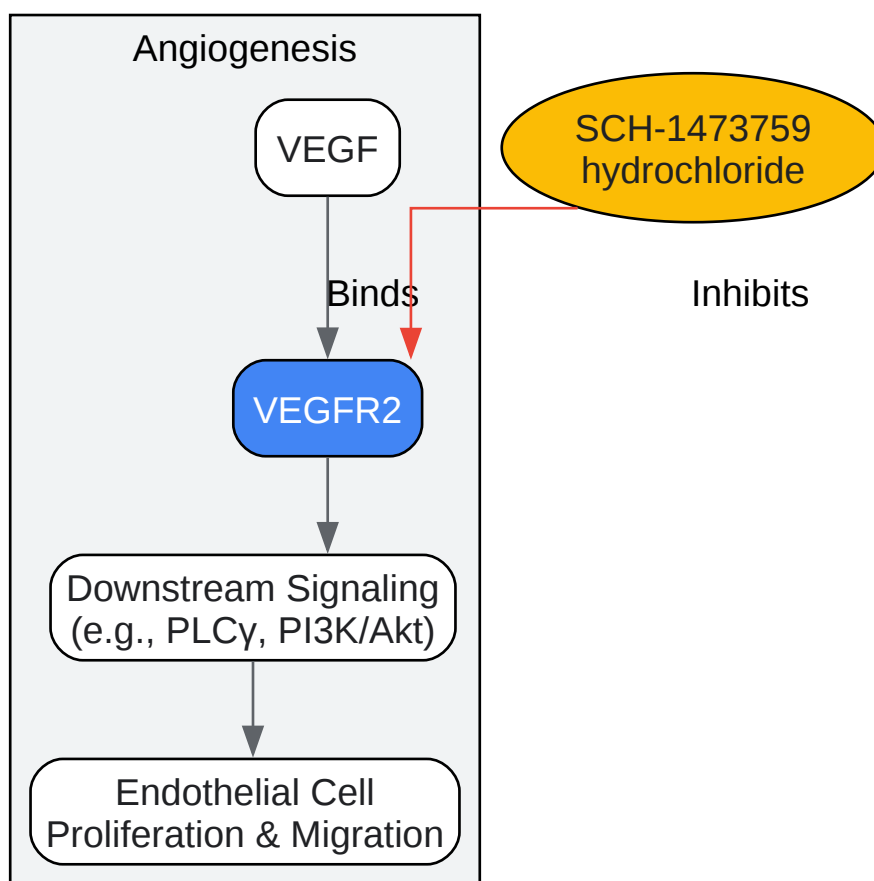 Angiogenesis
VEGF
SCH-1473759
hydrochloride
Binds
Inhibits
VEGFR2
Downstream Signaling
(e.g., PLCγ, PI3K/Akt)
Endothelial Cell
Proliferation & Migration